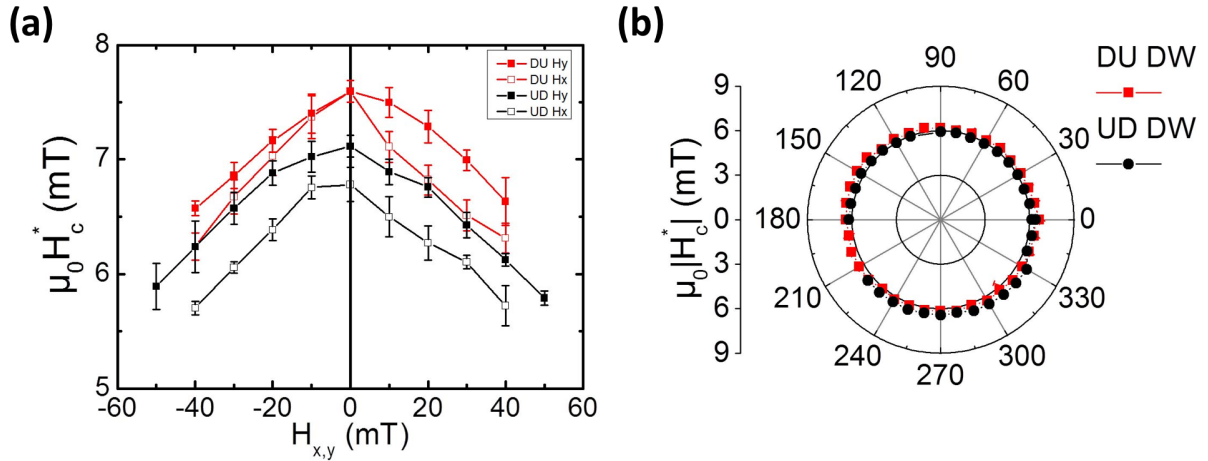 (a)
8
7
6
5
μ₀H*c (mT)
-60 -40 -20 0 20 40 60
Hx,y (mT)
DU Hy
DU Hx
UD Hy
UD Hx
(b)
9
6
3
0
3
6
9
μ₀|H*c| (mT)
90
120 60
150 30
180 0
210 330
240 300
270
DU DW
UD DW